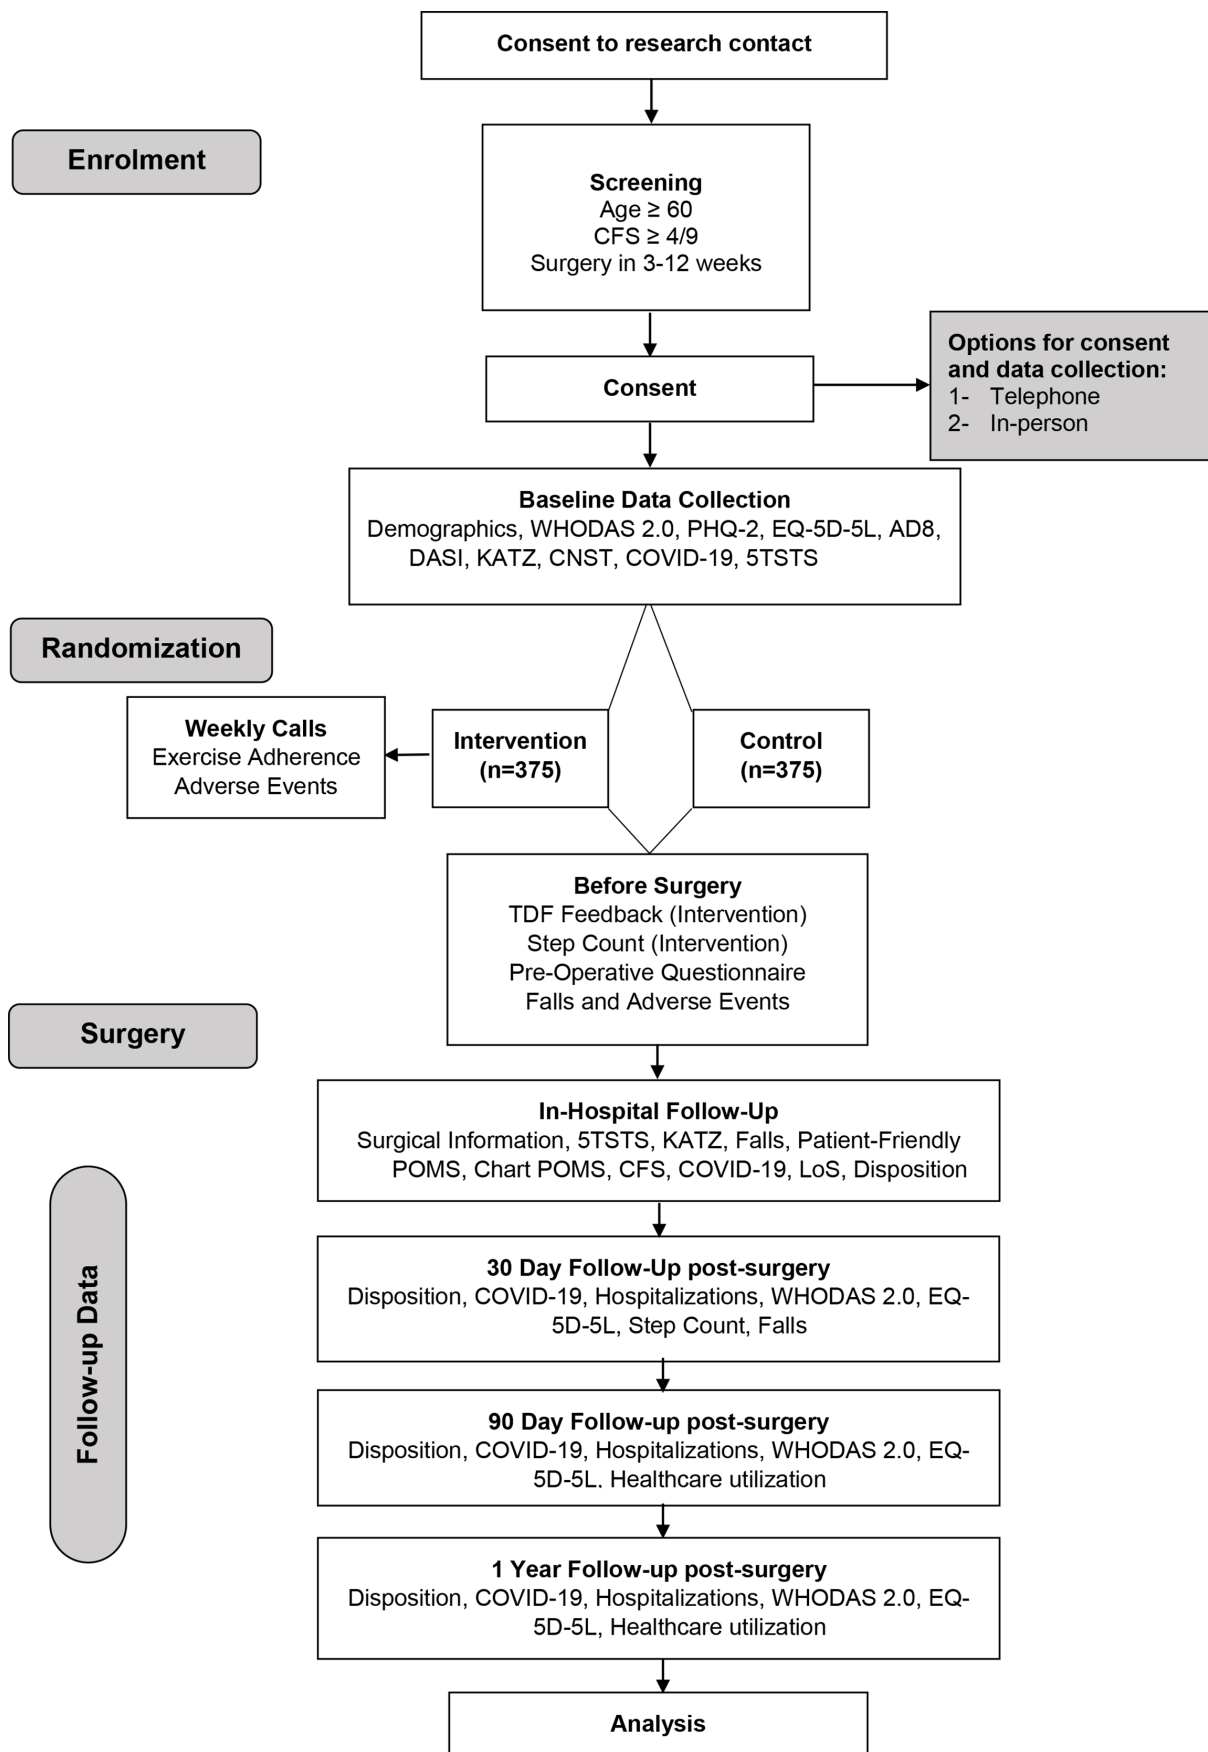 Consent to research contact
Enrolment
Screening
Age ≥ 60
CFS ≥ 4/9
Surgery in 3-12 weeks
Consent
Options for consent
and data collection:
1- Telephone
2- In-person
Baseline Data Collection
Demographics, WHODAS 2.0, PHQ-2, EQ-5D-5L, AD8,
DASI, KATZ, CNST, COVID-19, 5TSTS
Randomization
Weekly Calls
Exercise Adherence
Adverse Events
Intervention
(n=375)
Control
(n=375)
Before Surgery
TDF Feedback (Intervention)
Step Count (Intervention)
Pre-Operative Questionnaire
Falls and Adverse Events
Surgery
In-Hospital Follow-Up
Surgical Information, 5TSTS, KATZ, Falls, Patient-Friendly
POMS, Chart POMS, CFS, COVID-19, LoS, Disposition
Follow-up Data
30 Day Follow-Up post-surgery
Disposition, COVID-19, Hospitalizations, WHODAS 2.0, EQ-
5D-5L, Step Count, Falls
90 Day Follow-up post-surgery
Disposition, COVID-19, Hospitalizations, WHODAS 2.0, EQ-
5D-5L, Healthcare utilization
1 Year Follow-up post-surgery
Disposition, COVID-19, Hospitalizations, WHODAS 2.0, EQ-
5D-5L, Healthcare utilization
Analysis